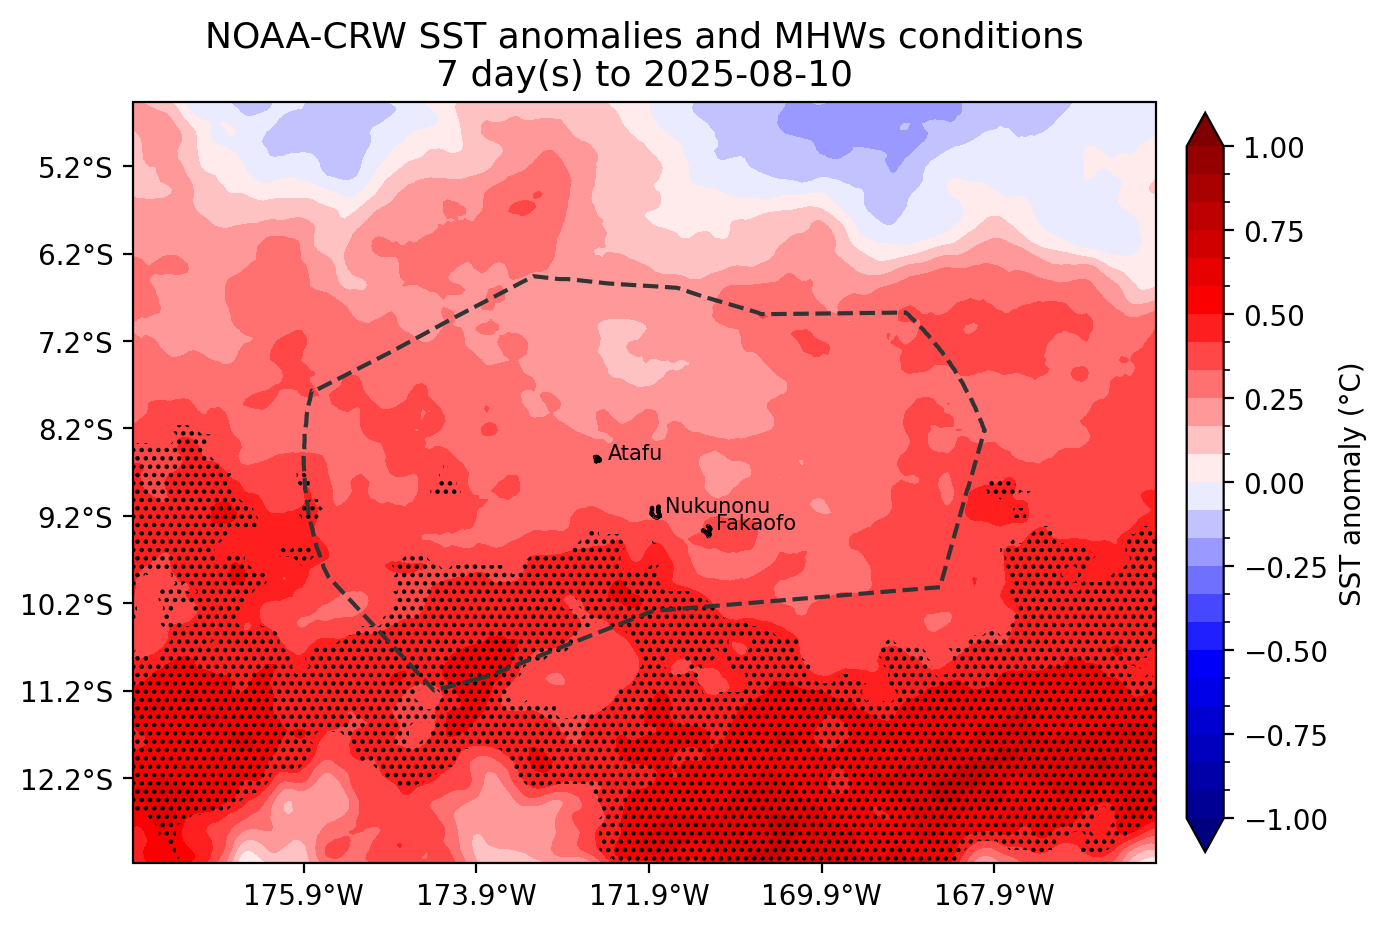 NOAA-CRW SST anomalies and MHWs conditions
7 day(s) to 2025-08-10
5.2°S
6.2°S
7.2°S
8.2°S
9.2°S
10.2°S
11.2°S
12.2°S
Atafu
Nukunonu
Fakaofo
175.9°W
173.9°W
171.9°W
169.9°W
167.9°W
1.00
0.75
0.50
0.25
0.00
−0.25
−0.50
−0.75
−1.00
SST anomaly (°C)